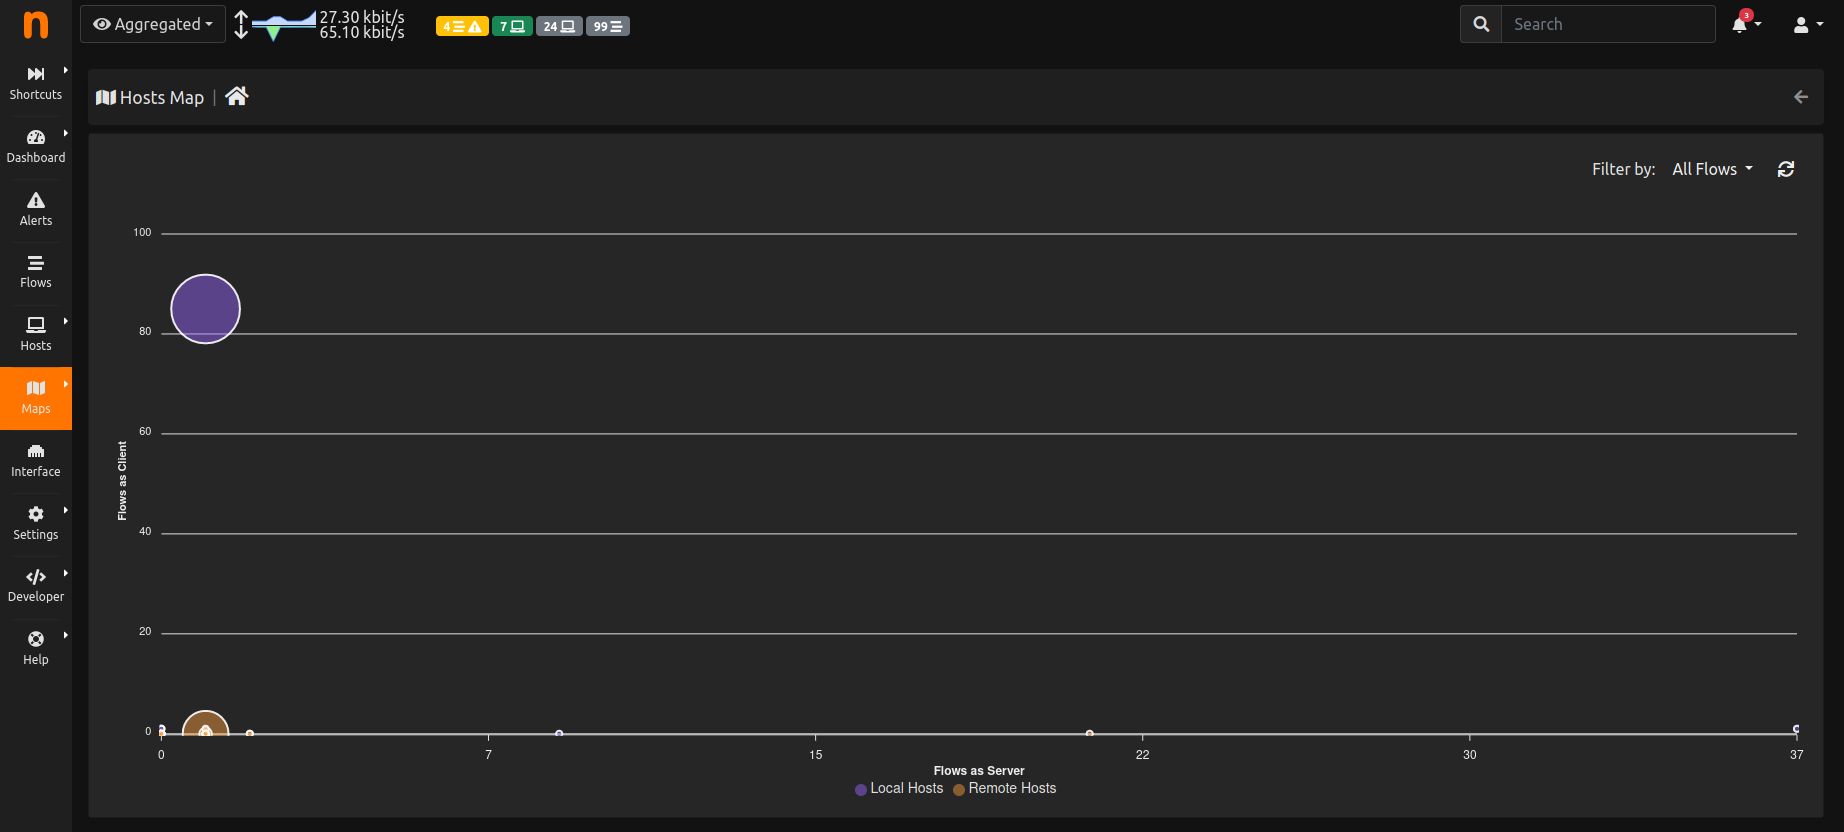 n
Aggregated
27.30 kbit/s
65.10 kbit/s
4
7
24
99
Search
3
Shortcuts
Dashboard
Alerts
Flows
Hosts
Maps
Interface
Settings
Developer
Help
Hosts Map |
Filter by: All Flows
100
80
60
40
20
0
Flows as Client
0 7 15 22 30 37
Flows as Server
Local Hosts Remote Hosts